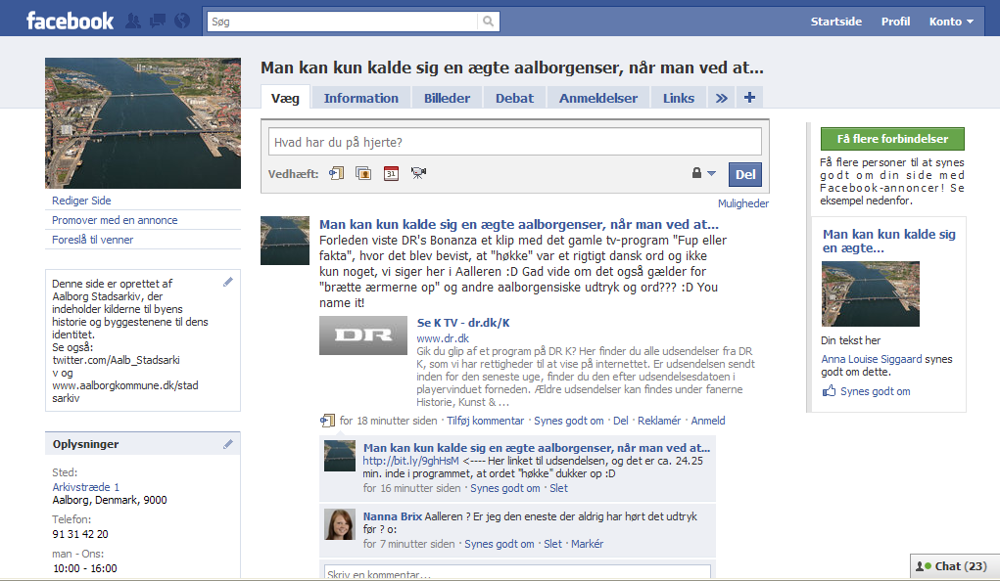 facebook
Søg
Startside Profil Konto
Man kan kun kalde sig en ægte aalborgenser, når man ved at...
Væg Information Billeder Debat Anmeldelser Links » +
Hvad har du på hjerte?
Vedhæft: 31 Del
Muligheder
Rediger Side
Promover med en annonce
Foreslå til venner
Denne side er oprettet af
Aalborg Stadsarkiv, der
indeholder kilderne til byens
historie og byggestenene til dens
identitet.
Se også:
twitter.com/Aalb_Stadsarki
v og
www.aalborgkommune.dk/stad
sarkiv
Oplysninger
Sted:
Arkivstræde 1
Aalborg, Denmark, 9000
Telefon:
91 31 42 20
man - Ons:
10:00 - 16:00
Man kan kun kalde sig en ægte aalborgenser, når man ved at...
Forleden viste DR's Bonanza et klip med det gamle tv-program "Fup eller
fakta", hvor det blev bevist, at "høkke" var et rigtigt dansk ord og ikke
kun noget, vi siger her i Aalleren :D Gad vide om det også gælder for
"brætte ærmerne op" og andre aalborgensiske udtryk og ord??? :D You
name it!
DR
Se K TV - dr.dk/K
www.dr.dk
Gik du glip af et program på DR K? Her finder du alle udsendelser fra DR
K, som vi har rettigheder til at vise på internettet. Er udsendelsen sendt
inden for den seneste uge, finder du den efter udsendelsesdatoen i
playervinduet forneden. Ældre udsendelser kan findes under fanerne
Historie, Kunst & ...
for 18 minutter siden · Tilføj kommentar · Synes godt om · Del · Reklamér · Anmeld
Man kan kun kalde sig en ægte aalborgenser, når man ved at...
http://bit.ly/9ghHsM <---- Her linket til udsendelsen, og det er ca. 24.25
min. inde i programmet, at ordet "høkke" dukker op :D
for 16 minutter siden · Synes godt om · Slet
Nanna Brix Aalleren ? Er jeg den eneste der aldrig har hørt det udtryk
før ? o:
for 7 minutter siden · Synes godt om · Slet · Markér
Skriv en kommentar...
Få flere forbindelser
Få flere personer til at synes
godt om din side med
Facebook-annoncer! Se
eksempel nedenfor.
Man kan kun kalde sig
en ægte...
Din tekst her
Anna Louise Siggaard synes
godt om dette.
Synes godt om
Chat (23)